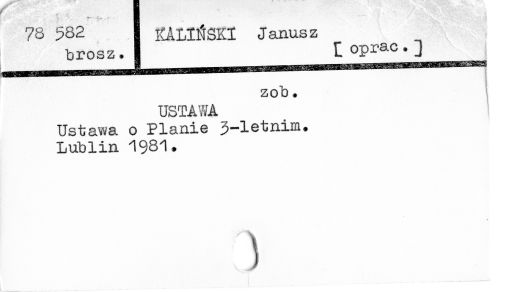 78 582
brosz.
KALIŃSKI Janusz
[ oprac. ]
zob.
USTAWA
Ustawa o Planie 3-letnim.
Lublin 1981.